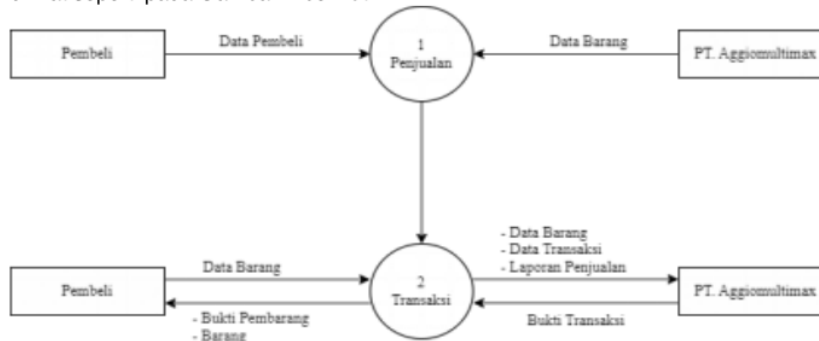 Pembeli
Data Pembeli
1
Penjualan
Data Barang
PT. Aggiomultimax
Pembeli
Data Barang
- Bukti Pembarang
- Barang
2
Transaksi
- Data Barang
- Data Transaksi
- Laporan Penjualan
Bukti Transaksi
PT. Aggiomultimax